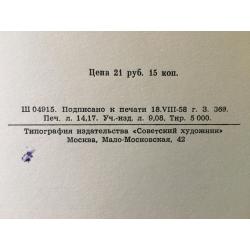 Цена 21 руб. 15 коп.
Ш 04915. Подписано к печати 18.VIII-58 г. З. 369.
Печ. л. 14,17. Уч.-изд. л. 9,08. Тир. 5 000.
Типография издательства «Советский художник»
Москва, Мало-Московская, 42